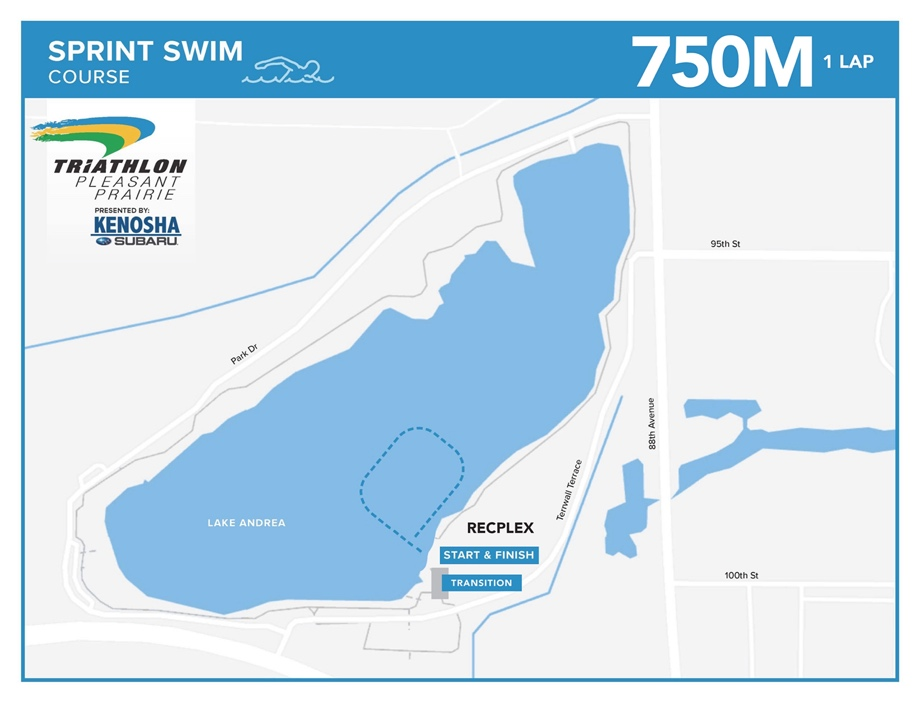 SPRINT SWIM
COURSE
750M 1 LAP
TRiATHLON
PLEASANT
PRAIRIE
PRESENTED BY:
KENOSHA
SUBARU
95th St
Park Dr
88th Avenue
Terrwall Terrace
LAKE ANDREA
RECPLEX
START & FINISH
TRANSITION
100th St